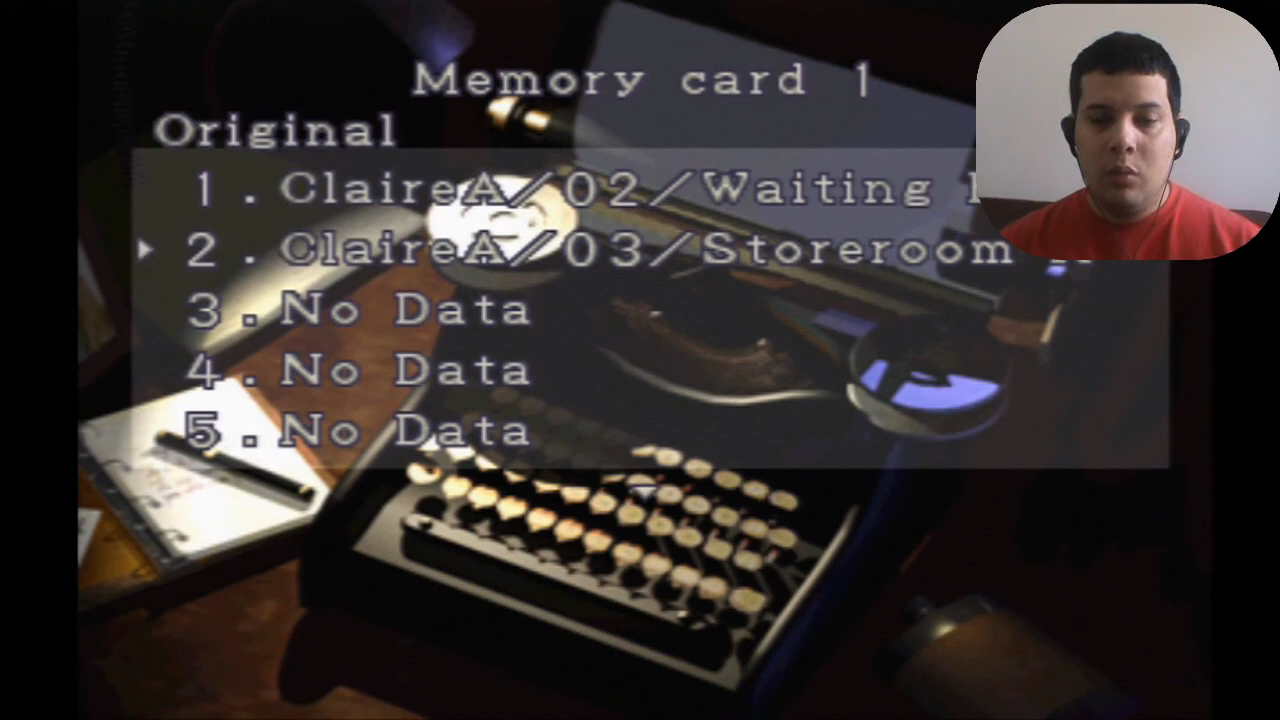 Memory card 1
Original
1. ClaireA/02/Waiting
2. ClaireA/03/Storeroom
3. No Data
4. No Data
5. No Data